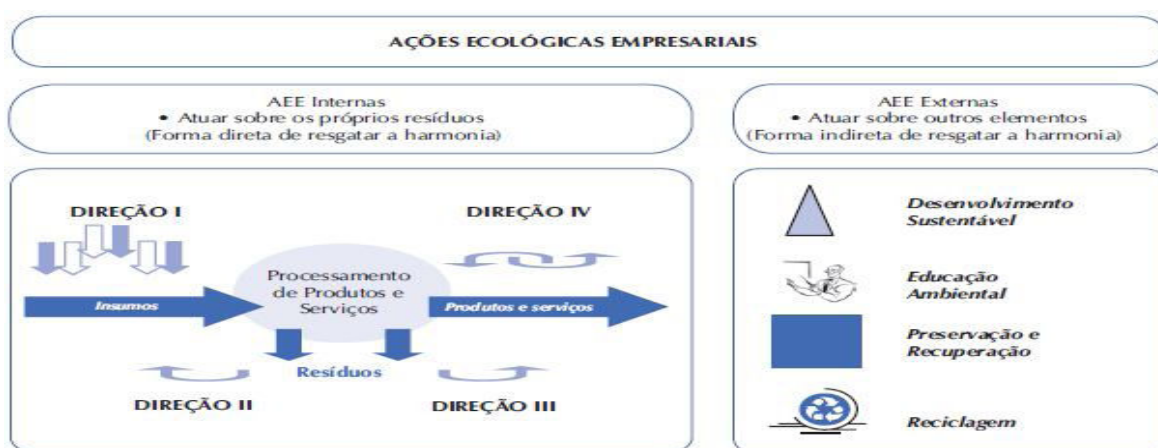 AÇÕES ECOLÓGICAS EMPRESARIAIS
AEE Internas
• Atuar sobre os próprios resíduos
(Forma direta de resgatar a harmonia)
AEE Externas
• Atuar sobre outros elementos
(Forma indireta de resgatar a harmonia)
DIREÇÃO I
DIREÇÃO IV
Insumos
Processamento
de Produtos e
Serviços
Produtos e serviços
Resíduos
DIREÇÃO II
DIREÇÃO III
Desenvolvimento
Sustentável
Educação
Ambiental
Preservação e
Recuperação
Reciclagem